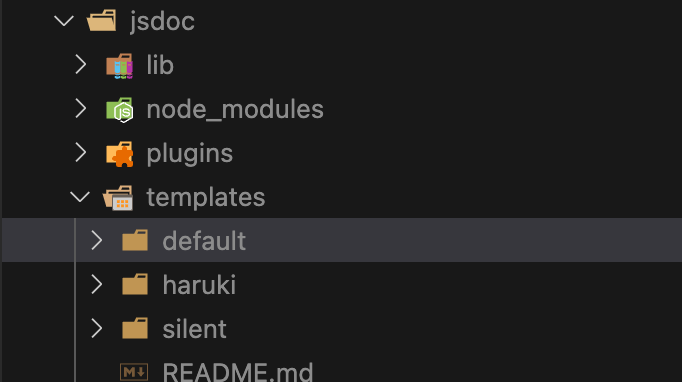 jsdoc
lib
node_modules
plugins
templates
default
haruki
silent
README.md